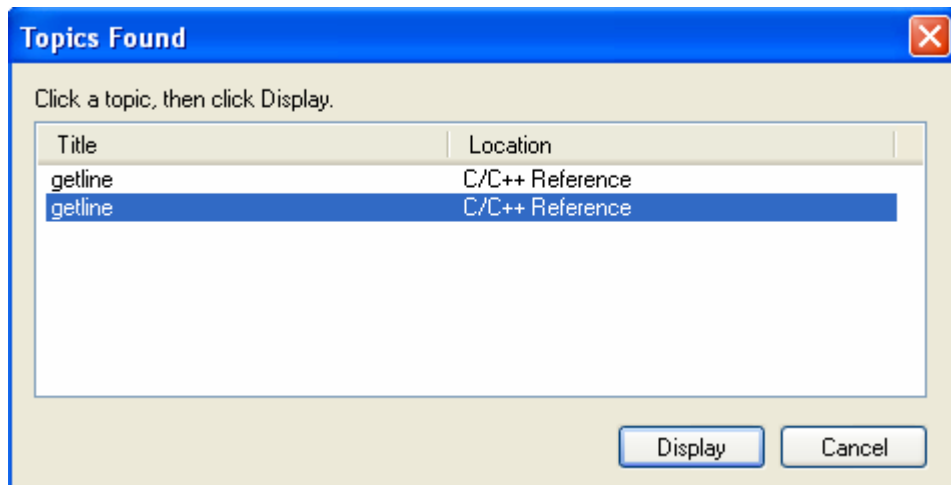 Topics Found
Click a topic, then click Display.
Title Location
getline C/C++ Reference
getline C/C++ Reference
Display Cancel